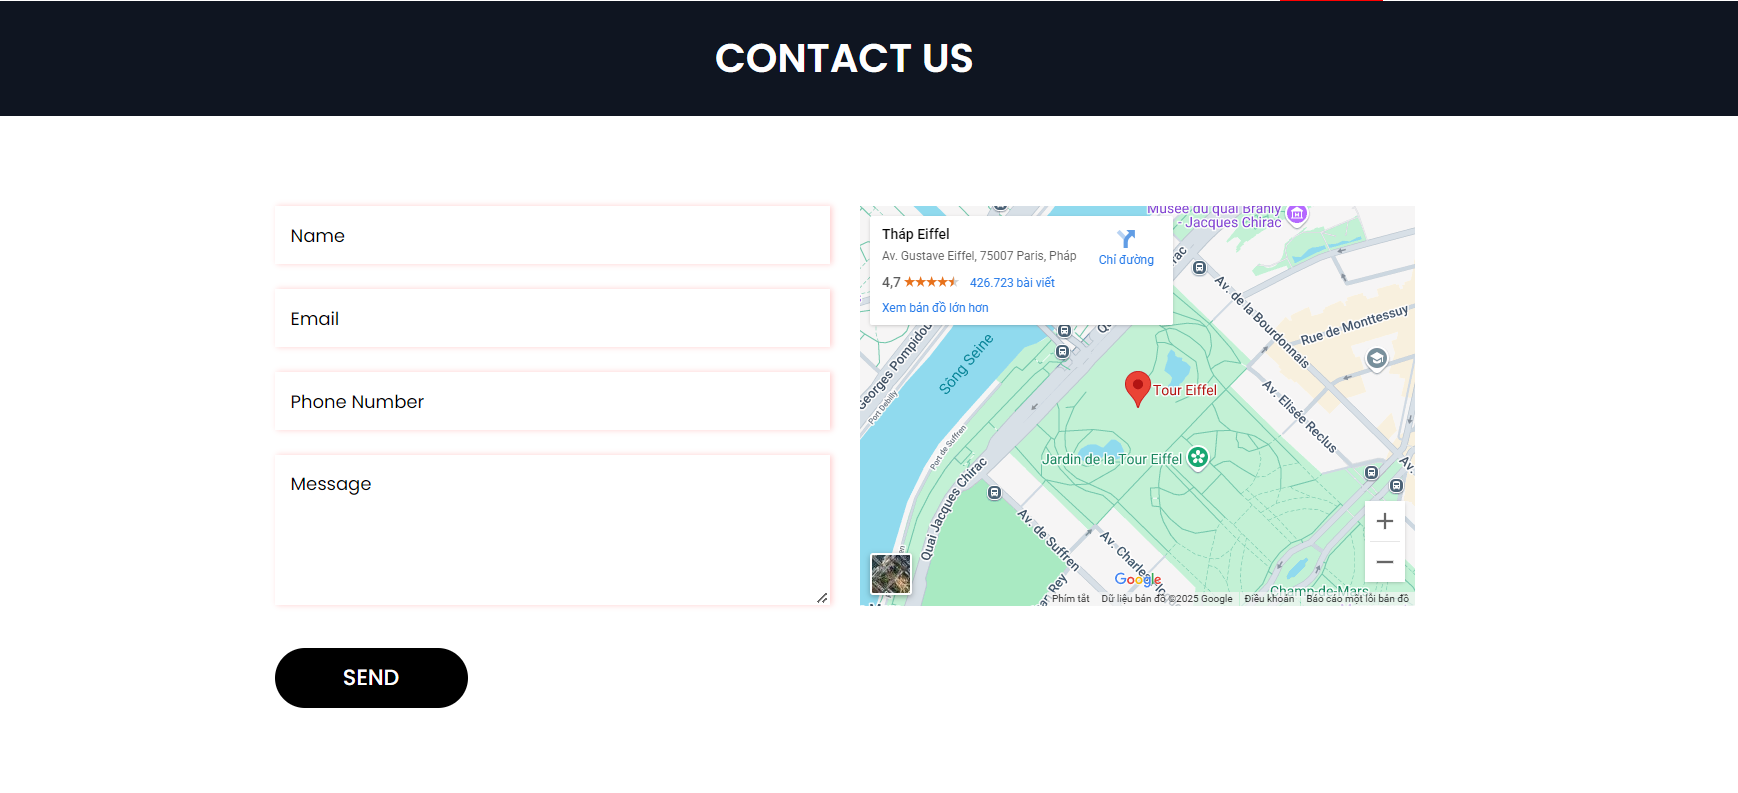 CONTACT US
Name
Email
Phone Number
Message
SEND
Musée du quai Branly
- Jacques Chirac
Tháp Eiffel
Av. Gustave Eiffel, 75007 Paris, Pháp
Chỉ đường
4,7
426.723 bài viết
Xem bản đồ lớn hơn
Av. de la Bourdonnais
Rue de Monttessuy
Georges Pompidou
Port Debilly
Sông Seine
Tour Eiffel
Av. Elisée Reclus
Port de Suffren
Jardin de la Tour Eiffel
Quai Jacques Chirac
Av. de Suffren
Av.
Rey
Google
Champ-de-Mars
Phím tắt
Dữ liệu bản đồ ©2025 Google
Điều khoản
Báo cáo một lỗi bản đồ